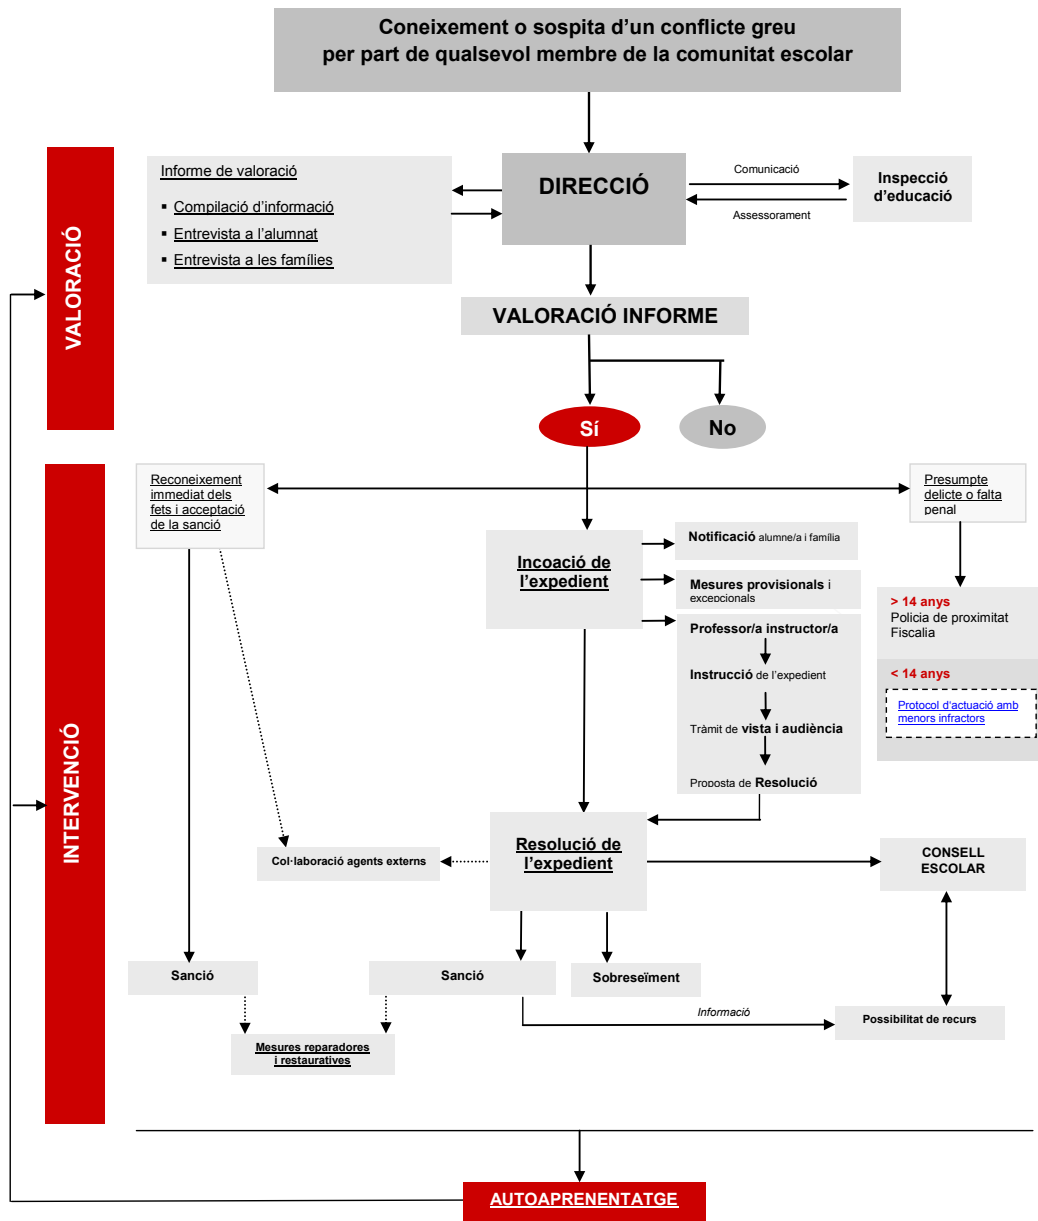 Coneixement o sospita d'un conflicte greu
per part de qualsevol membre de la comunitat escolar
VALORACIÓ
Informe de valoració
▪ Compilació d'informació
▪ Entrevista a l'alumnat
▪ Entrevista a les famílies
DIRECCIÓ
Comunicació
Assessorament
Inspecció
d'educació
VALORACIÓ INFORME
Sí
No
INTERVENCIÓ
Reconeixement
immediat dels
fets i acceptació
de la sanció
Presumpte
delicte o falta
penal
Incoació de
l'expedient
Notificació alumne/a i família
Mesures provisionals i
excepcionals
Professor/a instructor/a
Instrucció de l'expedient
Tràmit de vista i audiència
Proposta de Resolució
> 14 anys
Policia de proximitat
Fiscalia
< 14 anys
Protocol d'actuació amb
menors infractors
Resolució de
l'expedient
Col·laboració agents externs
CONSELL
ESCOLAR
Sanció
Sanció
Sobreseïment
Informació
Possibilitat de recurs
Mesures reparadores
i restauratives
AUTOAPRENENTATGE